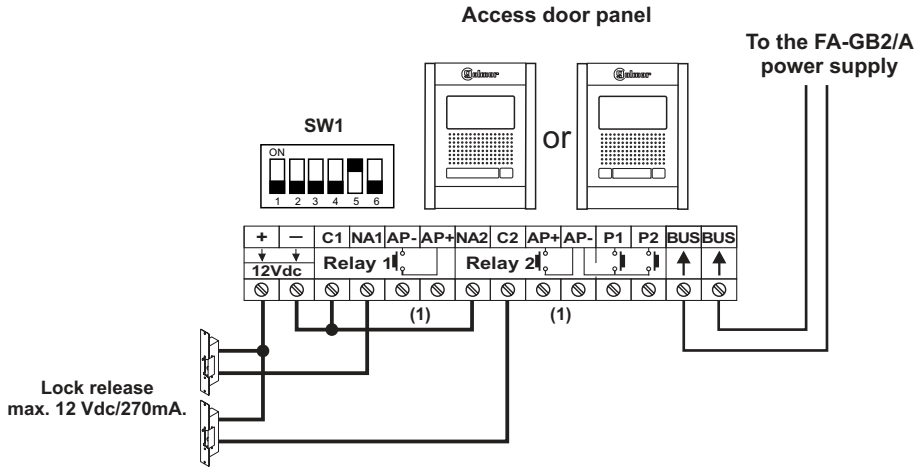 Access door panel
To the FA-GB2/A
power supply
Golmar
Golmar
SW1
or
ON
1 2 3 4 5 6
+ — C1 NA1 AP- AP+ NA2 C2 AP+ AP- P1 P2 BUS BUS
12Vdc Relay 1 Relay 2
(1) (1)
Lock release
max. 12 Vdc/270mA.